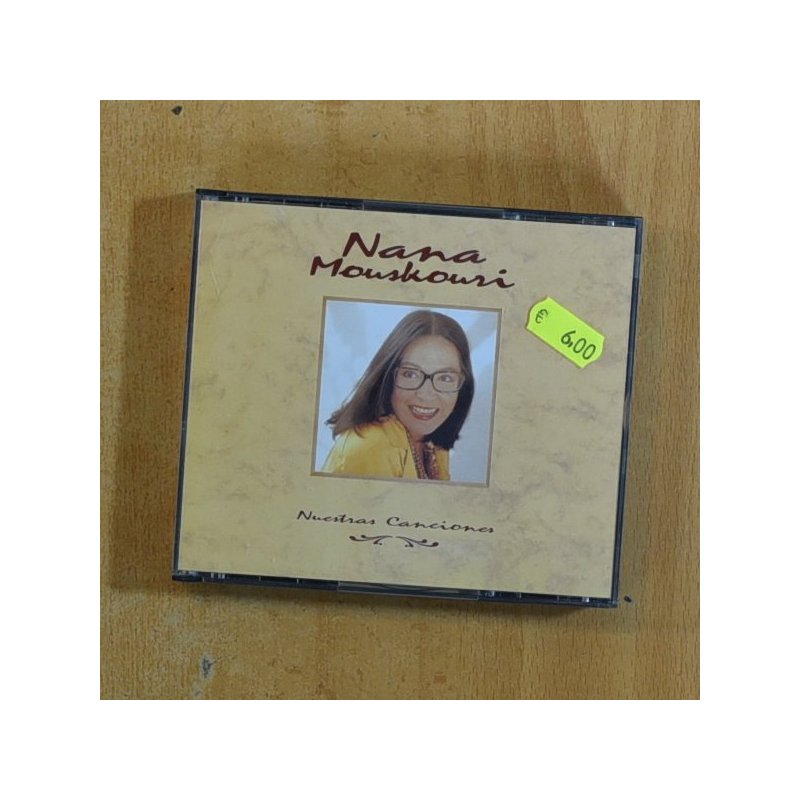 Nana
Mouskouri
€ 6,00
Nuestras Canciones